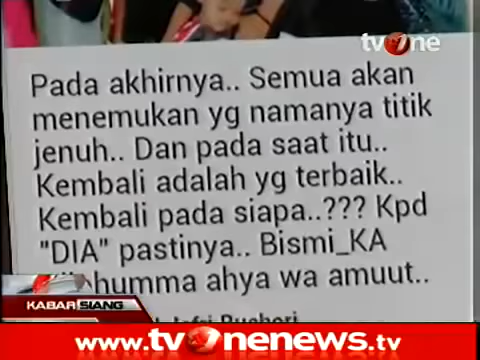 tvOne
Pada akhirnya.. Semua akan
menemukan yg namanya titik
jenuh.. Dan pada saat itu..
Kembali adalah yg terbaik..
Kembali pada siapa..??? Kpd
"DIA" pastinya.. Bismi_KA
humma ahya wa amuut..
KABAR SIANG
www.tvOnenews.tv